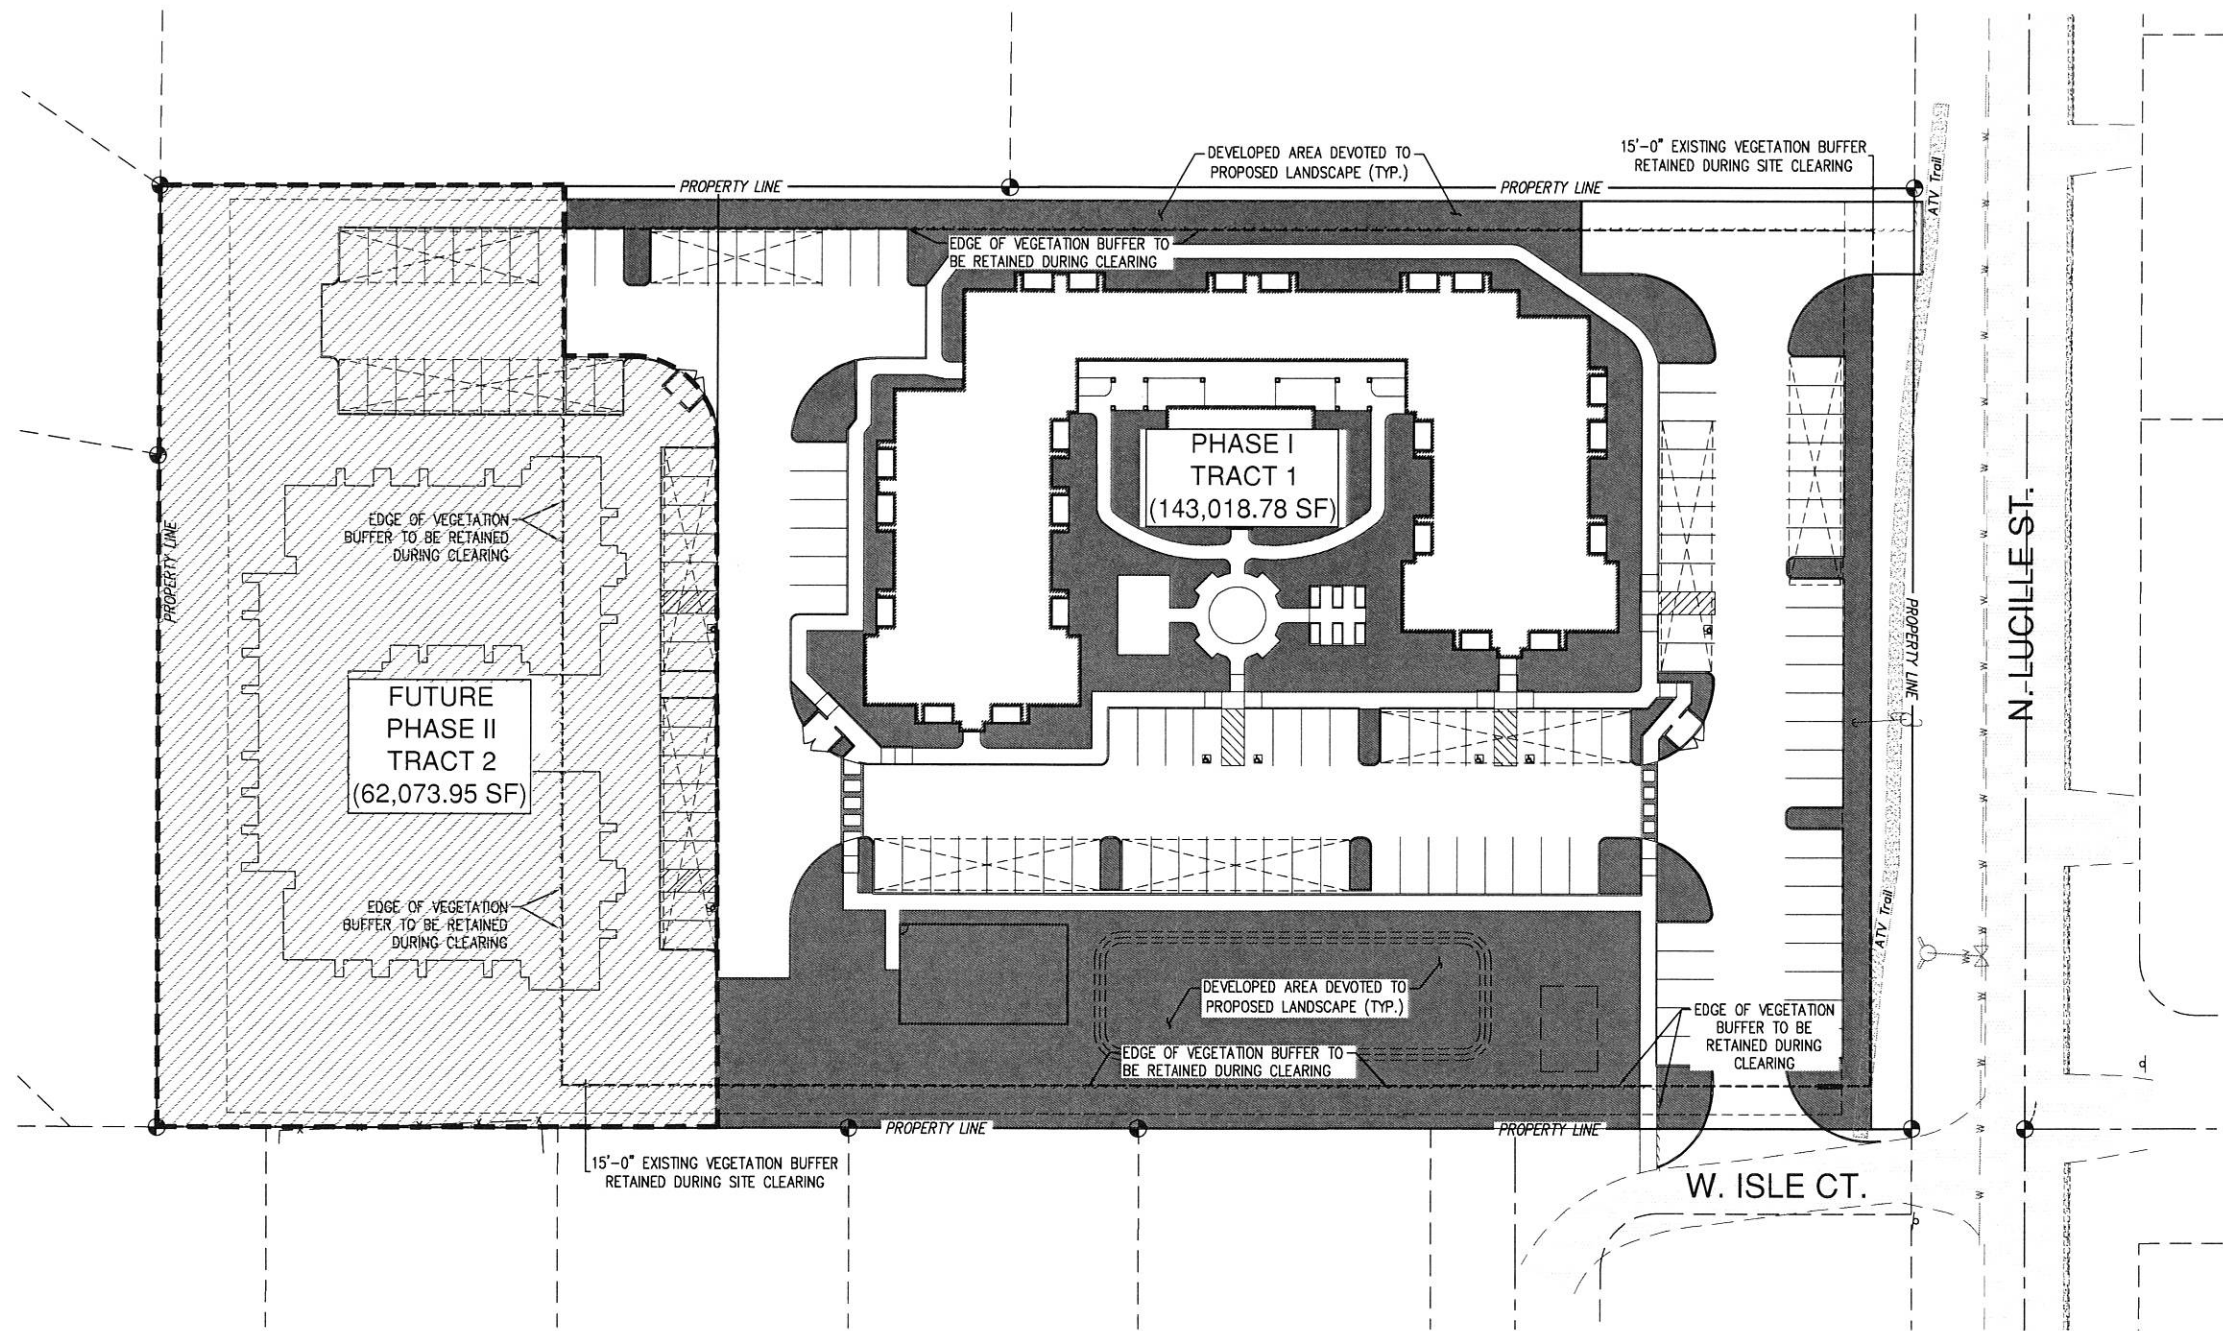 DEVELOPED AREA DEVOTED TO
PROPOSED LANDSCAPE (TYP.)
15'-0" EXISTING VEGETATION BUFFER
RETAINED DURING SITE CLEARING
PROPERTY LINE
PROPERTY LINE
ATV Trail
EDGE OF VEGETATION BUFFER TO
BE RETAINED DURING CLEARING
PHASE I
TRACT 1
(143,018.78 SF)
EDGE OF VEGETATION
BUFFER TO BE RETAINED
DURING CLEARING
PROPERTY LINE
PROPERTY LINE
N. LUCILLE ST.
FUTURE
PHASE II
TRACT 2
(62,073.95 SF)
EDGE OF VEGETATION
BUFFER TO BE RETAINED
DURING CLEARING
ATV Trail
DEVELOPED AREA DEVOTED TO
PROPOSED LANDSCAPE (TYP.)
EDGE OF VEGETATION
BUFFER TO BE
RETAINED DURING
CLEARING
EDGE OF VEGETATION BUFFER TO
BE RETAINED DURING CLEARING
PROPERTY LINE
PROPERTY LINE
15'-0" EXISTING VEGETATION BUFFER
RETAINED DURING SITE CLEARING
W. ISLE CT.